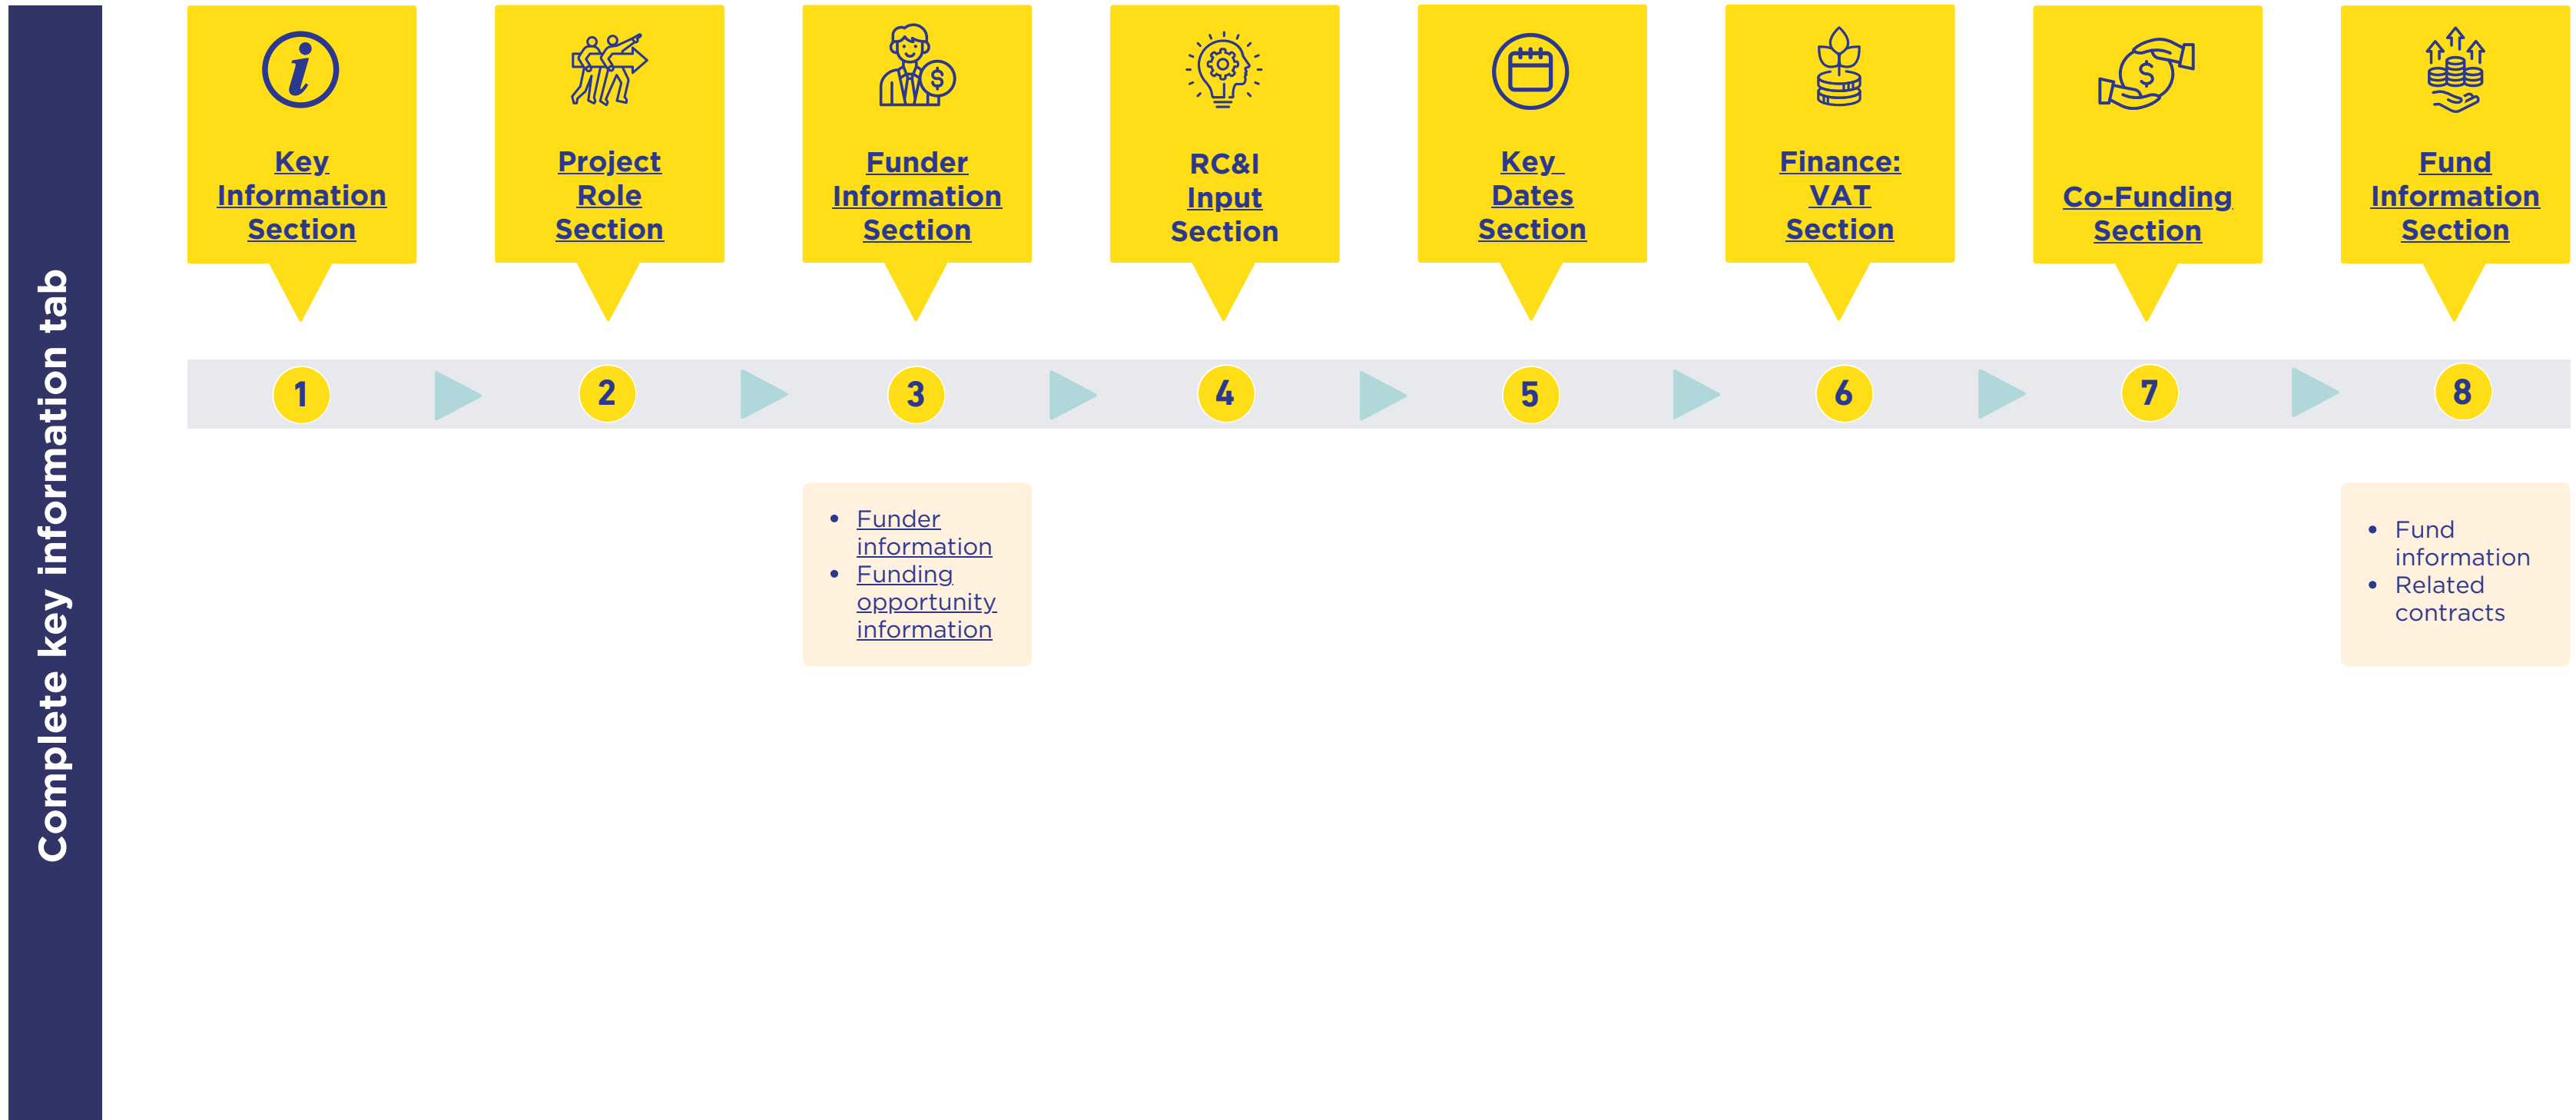 Complete key information tab
Key
Information
Section
Project
Role
Section
Funder
Information
Section
RC&I
Input
Section
Key
Dates
Section
Finance:
VAT
Section
Co-Funding
Section
Fund
Information
Section
1
2
3
4
5
6
7
8
• Funder
information
• Funding
opportunity
information
• Fund
information
• Related
contracts